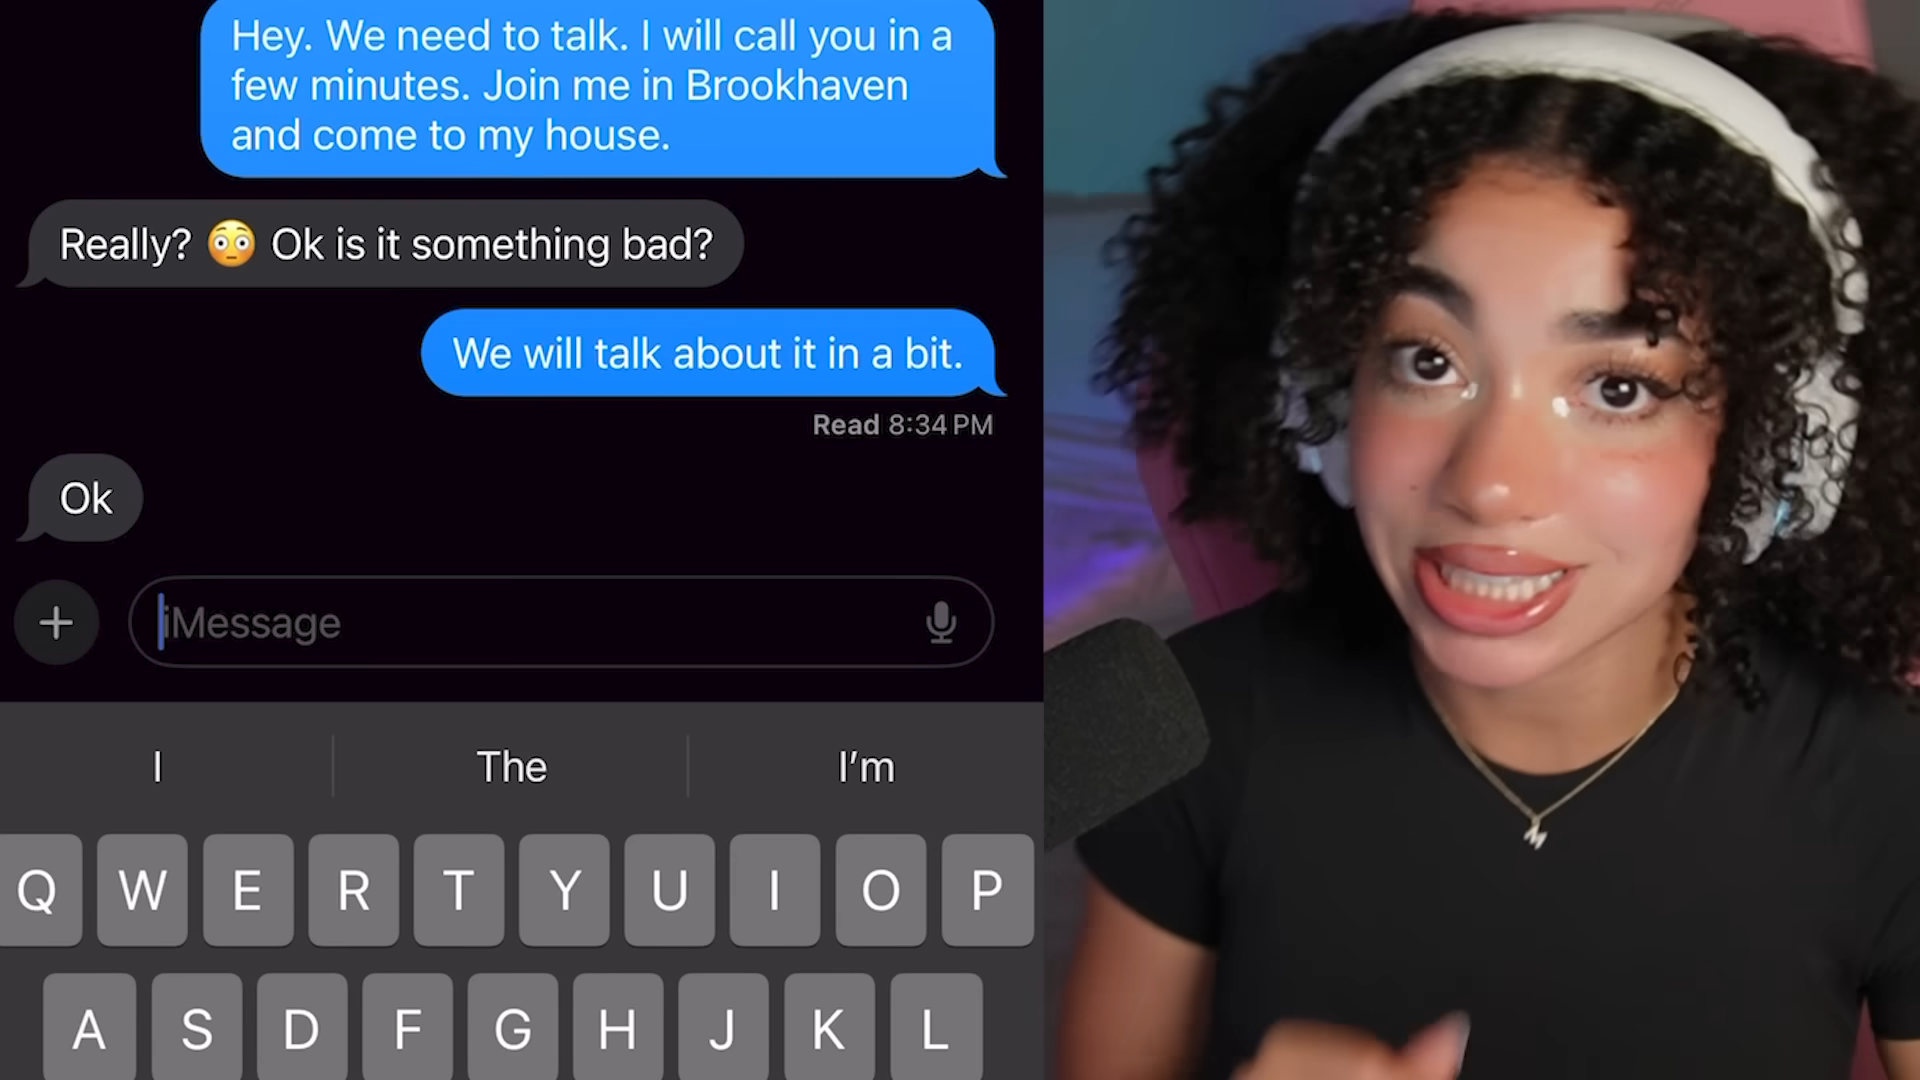 Hey. We need to talk. I will call you in a
few minutes. Join me in Brookhaven
and come to my house.
Really? 😳 Ok is it something bad?
We will talk about it in a bit.
Read 8:34 PM
Ok
+ iMessage
I The I’m
Q W E R T Y U I O P
A S D F G H J K L